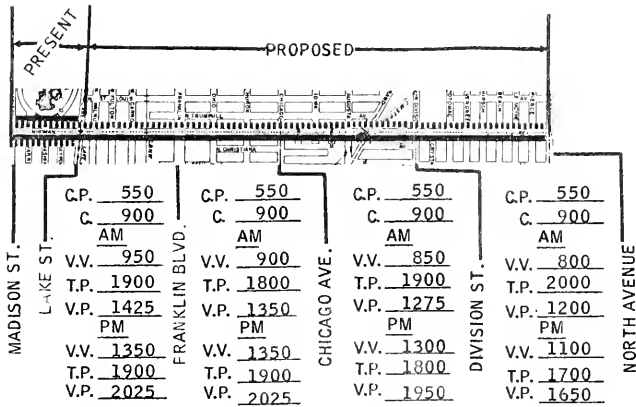 PRESENT
PROPOSED
N TRUMBULL
N CHRISTIANA
MADISON ST.
LAKE ST.
C.P. 550
C. 900
AM
V.V. 950
T.P. 1900
V.P. 1425
PM
V.V. 1350
T.P. 1900
V.P. 2025
FRANKLIN BLVD.
C.P. 550
C. 900
AM
V.V. 900
T.P. 1800
V.P. 1350
PM
V.V. 1350
T.P. 1900
V.P. 2025
CHICAGO AVE.
C.P. 550
C. 900
AM
V.V. 850
T.P. 1900
V.P. 1275
PM
V.V. 1300
T.P. 1800
V.P. 1950
DIVISION ST.
C.P. 550
C. 900
AM
V.V. 800
T.P. 2000
V.P. 1200
PM
V.V. 1100
T.P. 1700
V.P. 1650
NORTH AVENUE